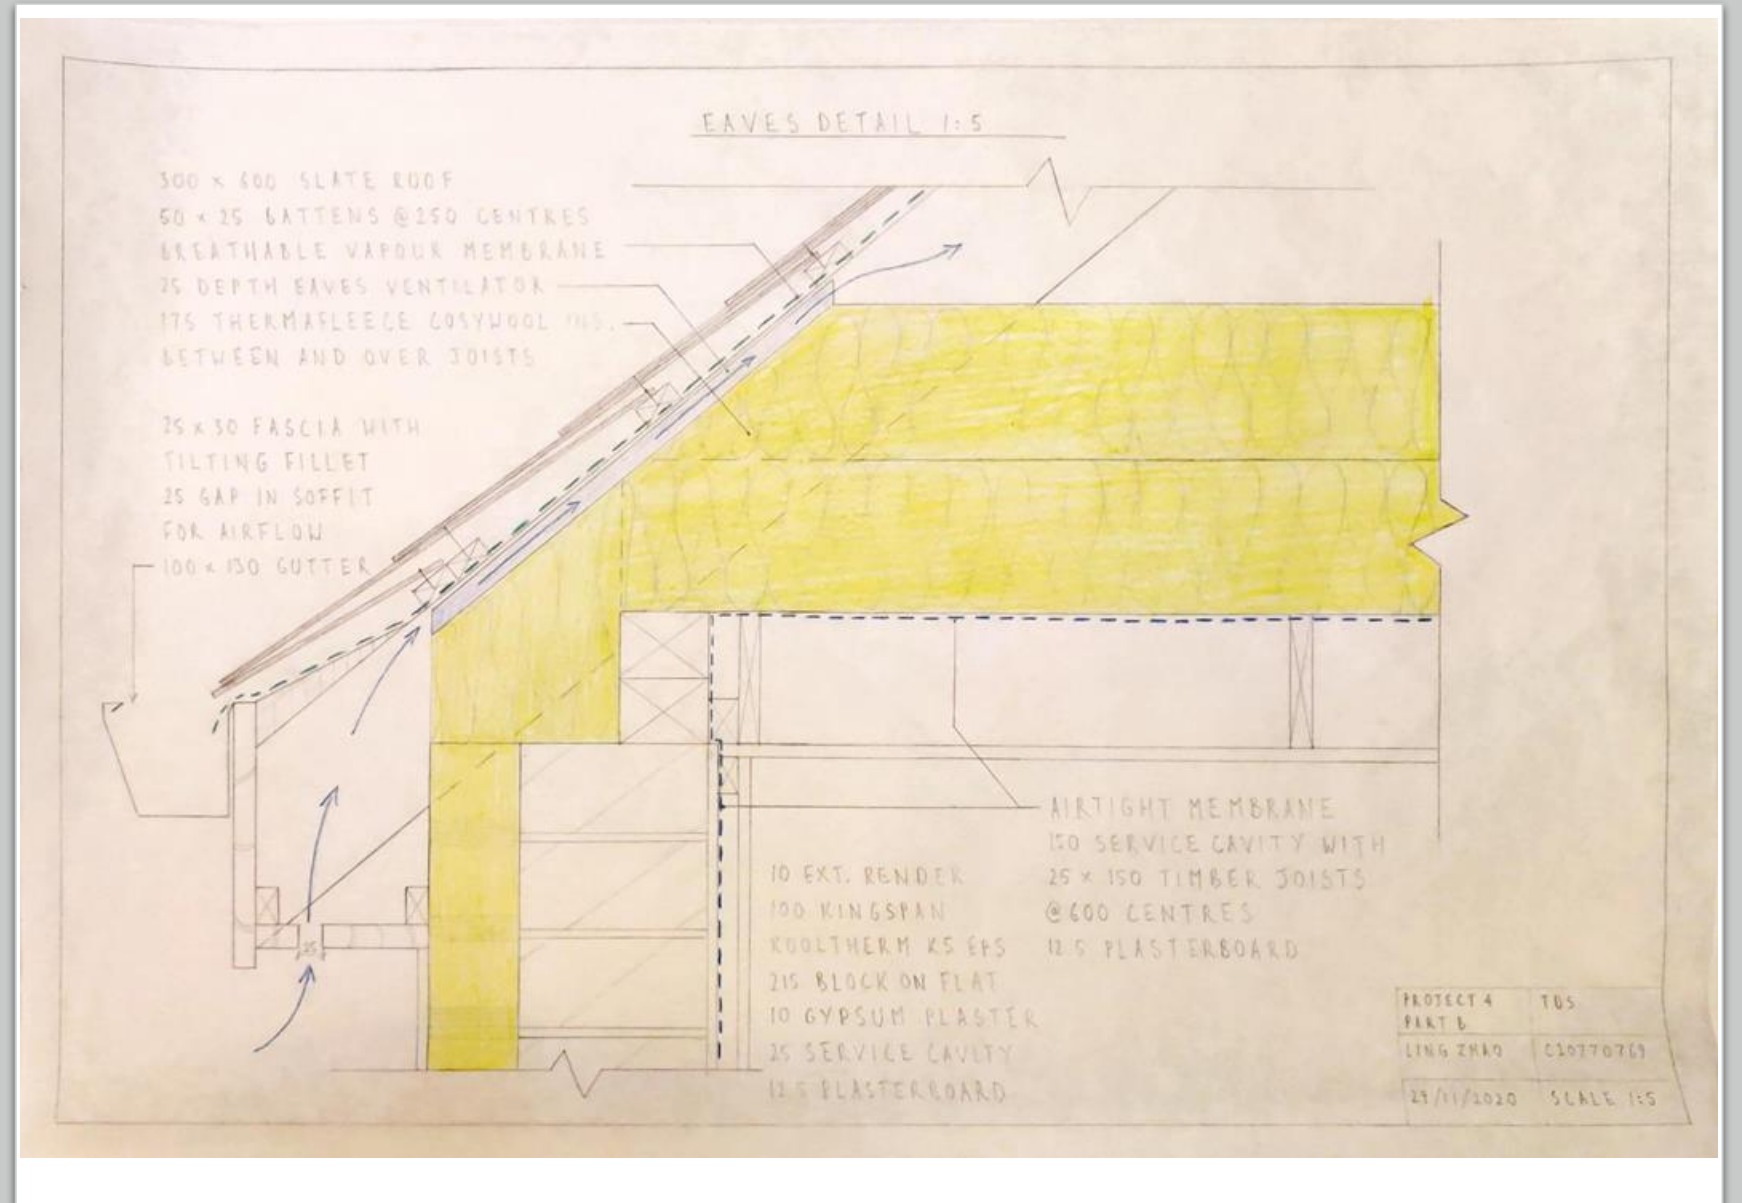 EAVES DETAIL 1:5
300 x 600 SLATE ROOF
50 x 25 BATTENS @250 CENTRES
BREATHABLE VAPOUR MEMBRANE
25 DEPTH EAVES VENTILATOR
175 THERMAFLEECE COSYWOOL INS.
BETWEEN AND OVER JOISTS
25 x 30 FASCIA WITH
TILTING FILLET
25 GAP IN SOFFIT
FOR AIRFLOW
100 x 130 GUTTER
25
AIRTIGHT MEMBRANE
150 SERVICE CAVITY WITH
25 x 150 TIMBER JOISTS
@600 CENTRES
12.5 PLASTERBOARD
10 EXT. RENDER
100 KINGSPAN
KOOLTHERM K5 EPS
215 BLOCK ON FLAT
10 GYPSUM PLASTER
25 SERVICE CAVITY
12.5 PLASTERBOARD
PROJECT 4
PART B
TDS
LING ZHAO
C20770769
29/11/2020
SCALE 1:5